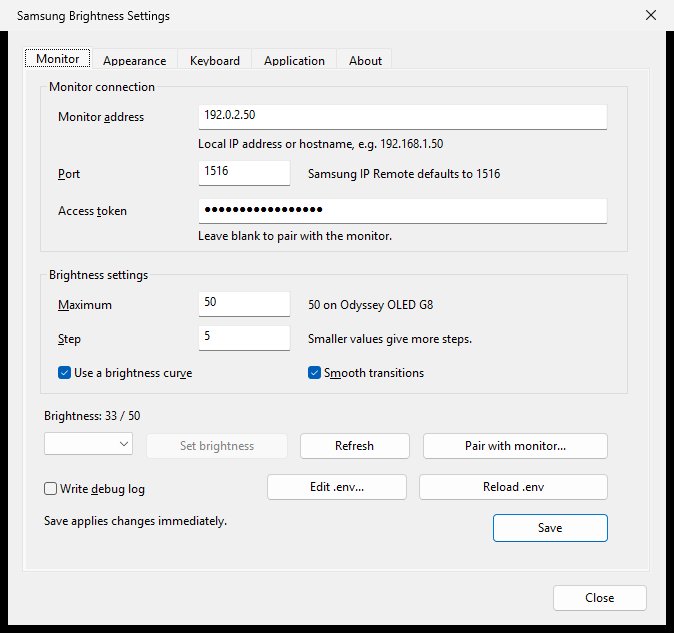 Samsung Brightness Settings
Monitor Appearance Keyboard Application About
Monitor connection
Monitor address 192.0.2.50
Local IP address or hostname, e.g. 192.168.1.50
Port 1516 Samsung IP Remote defaults to 1516
Access token •••••••••••••••••
Leave blank to pair with the monitor.
Brightness settings
Maximum 50 50 on Odyssey OLED G8
Step 5 Smaller values give more steps.
Use a brightness curve Smooth transitions
Brightness: 33 / 50
Set brightness Refresh Pair with monitor...
Write debug log Edit .env... Reload .env
Save applies changes immediately.
Save
Close